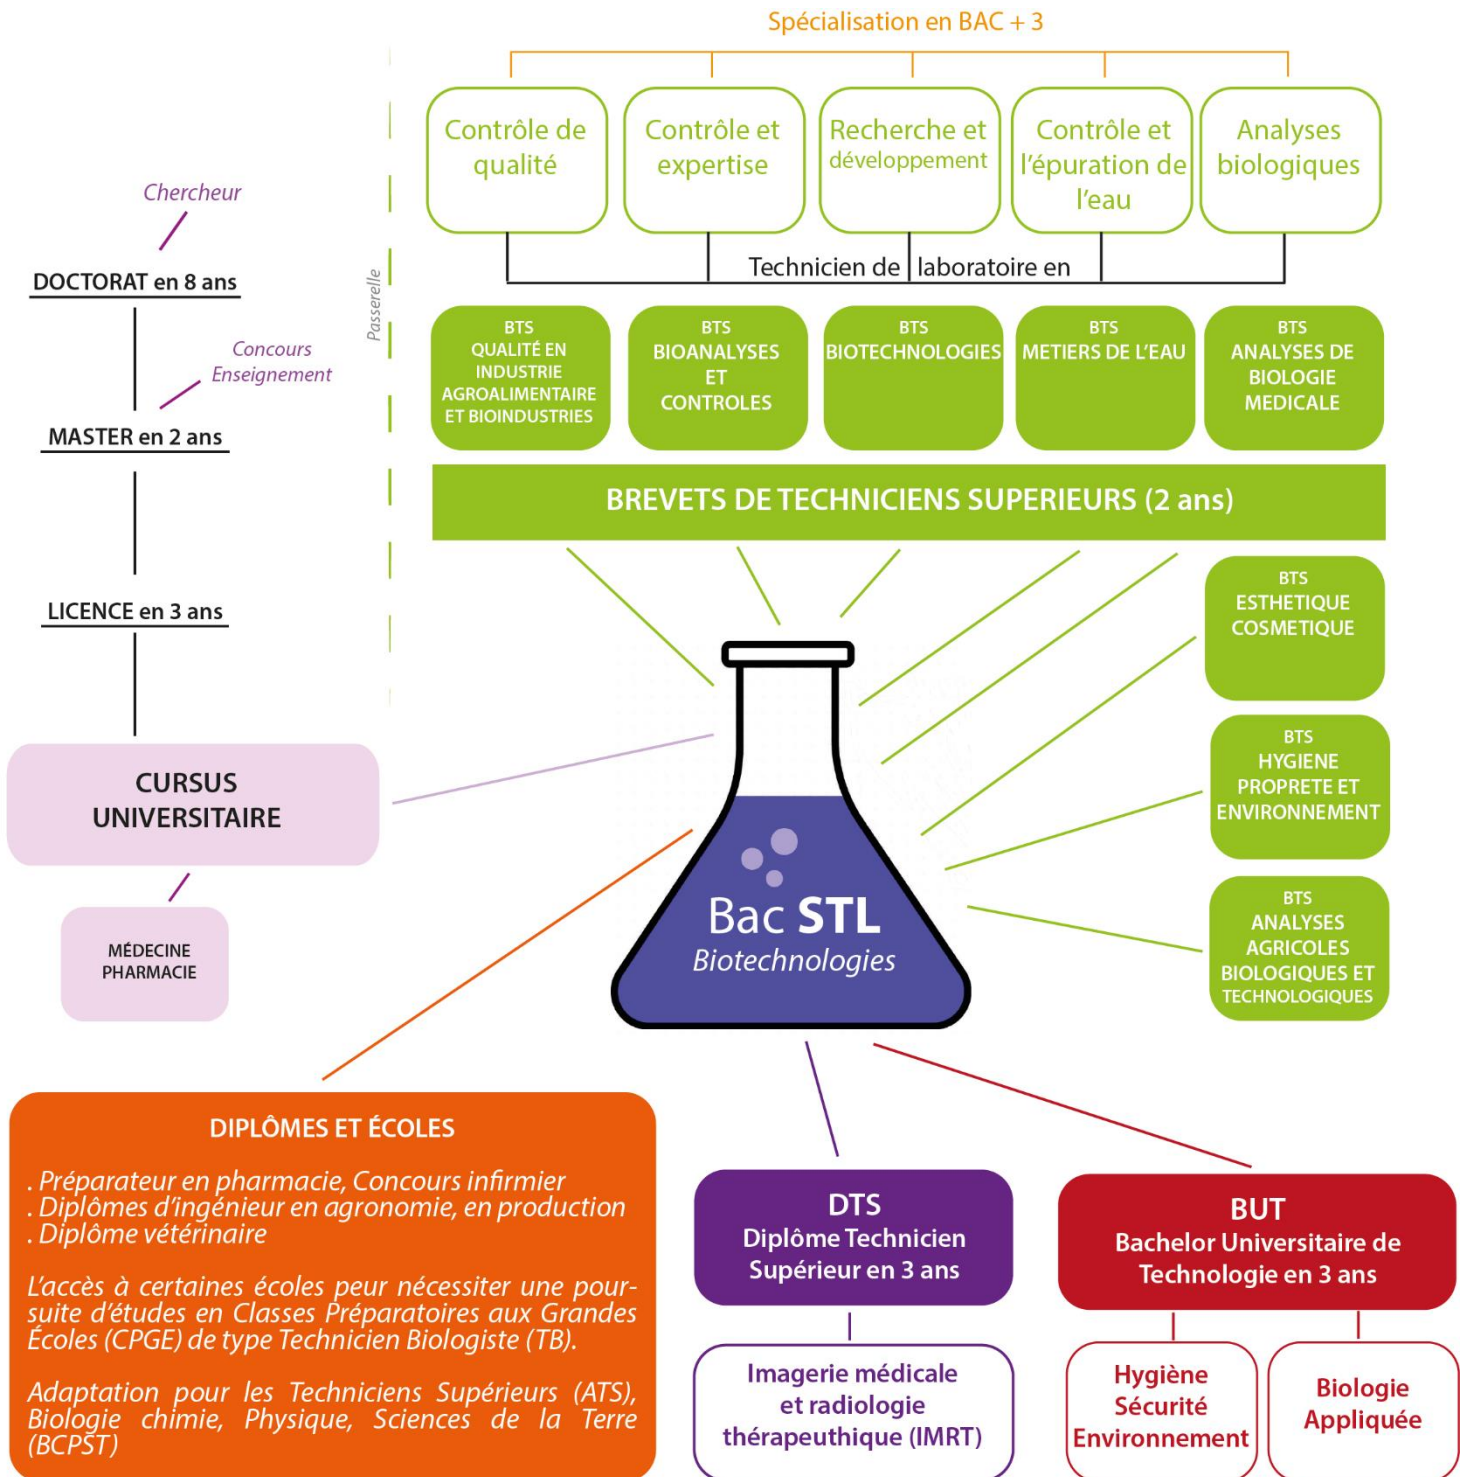 Spécialisation en BAC + 3
Contrôle de
qualité
Contrôle et
expertise
Recherche et
développement
Contrôle et
l'épuration de
l'eau
Analyses
biologiques
Technicien de laboratoire en
Passerelle
Chercheur
DOCTORAT en 8 ans
Concours
Enseignement
MASTER en 2 ans
LICENCE en 3 ans
CURSUS
UNIVERSITAIRE
MÉDECINE
PHARMACIE
BTS
QUALITÉ EN
INDUSTRIE
AGROALIMENTAIRE
ET BIOINDUSTRIES
BTS
BIOANALYSES
ET
CONTROLES
BTS
BIOTECHNOLOGIES
BTS
METIERS DE L'EAU
BTS
ANALYSES DE
BIOLOGIE
MEDICALE
BREVETS DE TECHNICIENS SUPERIEURS (2 ans)
BTS
ESTHETIQUE
COSMETIQUE
BTS
HYGIENE
PROPRETE ET
ENVIRONNEMENT
BTS
ANALYSES
AGRICOLES
BIOLOGIQUES ET
TECHNOLOGIQUES
Bac STL
Biotechnologies
DIPLÔMES ET ÉCOLES
. Préparateur en pharmacie, Concours infirmier
. Diplômes d'ingénieur en agronomie, en production
. Diplôme vétérinaire
L'accès à certaines écoles peur nécessiter une pour-
suite d'études en Classes Préparatoires aux Grandes
Écoles (CPGE) de type Technicien Biologiste (TB).
Adaptation pour les Techniciens Supérieurs (ATS),
Biologie chimie, Physique, Sciences de la Terre
(BCPST)
DTS
Diplôme Technicien
Supérieur en 3 ans
Imagerie médicale
et radiologie
thérapeuthique (IMRT)
BUT
Bachelor Universitaire de
Technologie en 3 ans
Hygiène
Sécurité
Environnement
Biologie
Appliquée